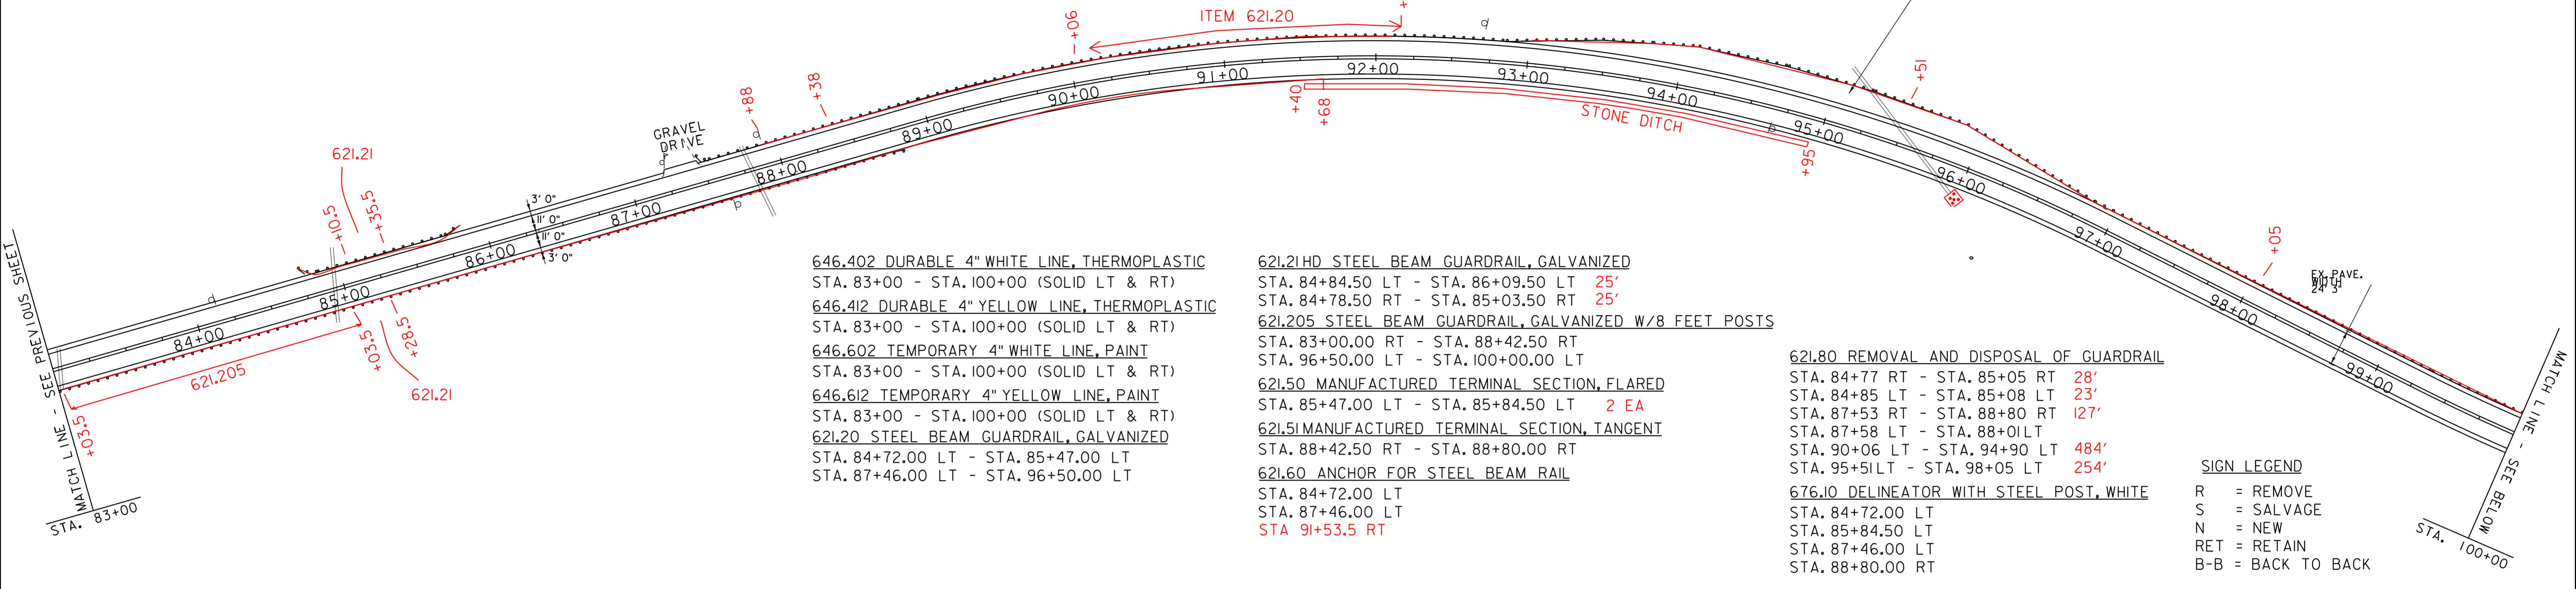 ITEM 621.20
+06
+88
+38
+51
+05
GRAVEL
DRIVE
621.21
+10.5
+35.5
3' 0"
11' 0"
11' 0"
3' 0"
84+00
85+00
86+00
87+00
88+00
89+00
90+00
91+00
92+00
93+00
94+00
95+00
96+00
97+00
98+00
99+00
+40
+68
STONE DITCH
+95
EX. PAVE.
WIDTH
24' 3"
MATCH LINE - SEE PREVIOUS SHEET
STA. 83+00
+03.5
621.205
+03.5
+28.5
621.21
646.402 DURABLE 4" WHITE LINE, THERMOPLASTIC
STA. 83+00 - STA. 100+00 (SOLID LT & RT)
646.412 DURABLE 4" YELLOW LINE, THERMOPLASTIC
STA. 83+00 - STA. 100+00 (SOLID LT & RT)
646.602 TEMPORARY 4" WHITE LINE, PAINT
STA. 83+00 - STA. 100+00 (SOLID LT & RT)
646.612 TEMPORARY 4" YELLOW LINE, PAINT
STA. 83+00 - STA. 100+00 (SOLID LT & RT)
621.20 STEEL BEAM GUARDRAIL, GALVANIZED
STA. 84+72.00 LT - STA. 85+47.00 LT
STA. 87+46.00 LT - STA. 96+50.00 LT
621.21 HD STEEL BEAM GUARDRAIL, GALVANIZED
STA. 84+84.50 LT - STA. 86+09.50 LT 25'
STA. 84+78.50 RT - STA. 85+03.50 RT 25'
621.205 STEEL BEAM GUARDRAIL, GALVANIZED W/8 FEET POSTS
STA. 83+00.00 RT - STA. 88+42.50 RT
STA. 96+50.00 LT - STA. 100+00.00 LT
621.50 MANUFACTURED TERMINAL SECTION, FLARED
STA. 85+47.00 LT - STA. 85+84.50 LT 2 EA
621.51 MANUFACTURED TERMINAL SECTION, TANGENT
STA. 88+42.50 RT - STA. 88+80.00 RT
621.60 ANCHOR FOR STEEL BEAM RAIL
STA. 84+72.00 LT
STA. 87+46.00 LT
STA 91+53.5 RT
621.80 REMOVAL AND DISPOSAL OF GUARDRAIL
STA. 84+77 RT - STA. 85+05 RT 28'
STA. 84+85 LT - STA. 85+08 LT 23'
STA. 87+53 RT - STA. 88+80 RT 127'
STA. 87+58 LT - STA. 88+01 LT
STA. 90+06 LT - STA. 94+90 LT 484'
STA. 95+51 LT - STA. 98+05 LT 254'
676.10 DELINEATOR WITH STEEL POST, WHITE
STA. 84+72.00 LT
STA. 85+84.50 LT
STA. 87+46.00 LT
STA. 88+80.00 RT
SIGN LEGEND
R = REMOVE
S = SALVAGE
N = NEW
RET = RETAIN
B-B = BACK TO BACK
MATCH LINE - SEE BELOW
STA. 100+00